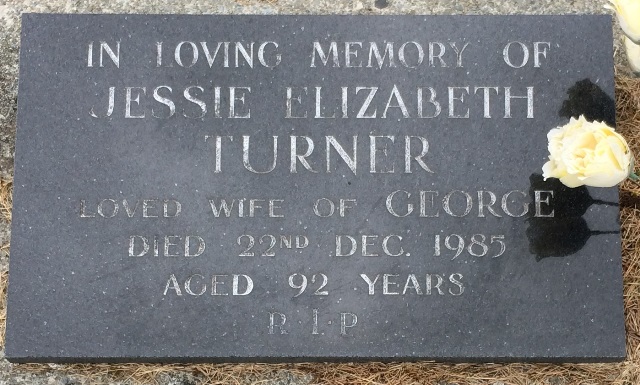 IN LOVING MEMORY OF
JESSIE ELIZABETH
TURNER
LOVED WIFE OF GEORGE
DIED 22ND DEC. 1985
AGED 92 YEARS
R·I·P